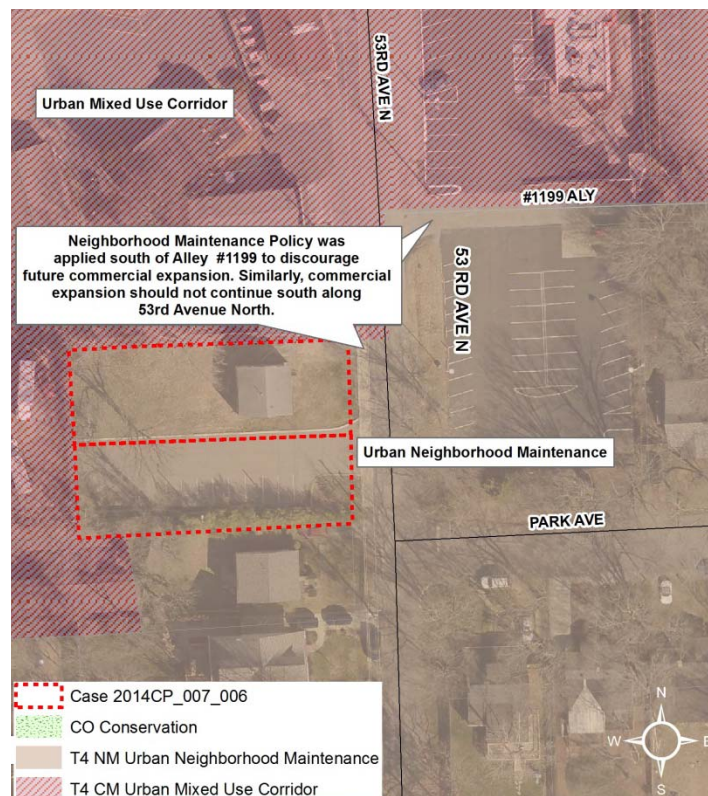 53RD AVE N
Urban Mixed Use Corridor
#1199 ALY
Neighborhood Maintenance Policy was
applied south of Alley #1199 to discourage
future commercial expansion. Similarly, commercial
expansion should not continue south along
53rd Avenue North.
53 RD AVE N
Urban Neighborhood Maintenance
PARK AVE
Case 2014CP_007_006
CO Conservation
T4 NM Urban Neighborhood Maintenance
T4 CM Urban Mixed Use Corridor
N
W
E
S